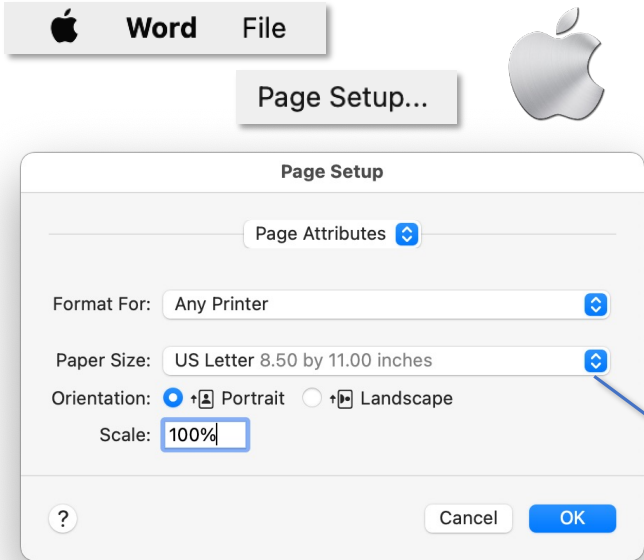 Word File
Page Setup...
Page Setup
Page Attributes
Format For: Any Printer
Paper Size: US Letter 8.50 by 11.00 inches
Orientation: Portrait Landscape
Scale: 100%
? Cancel OK